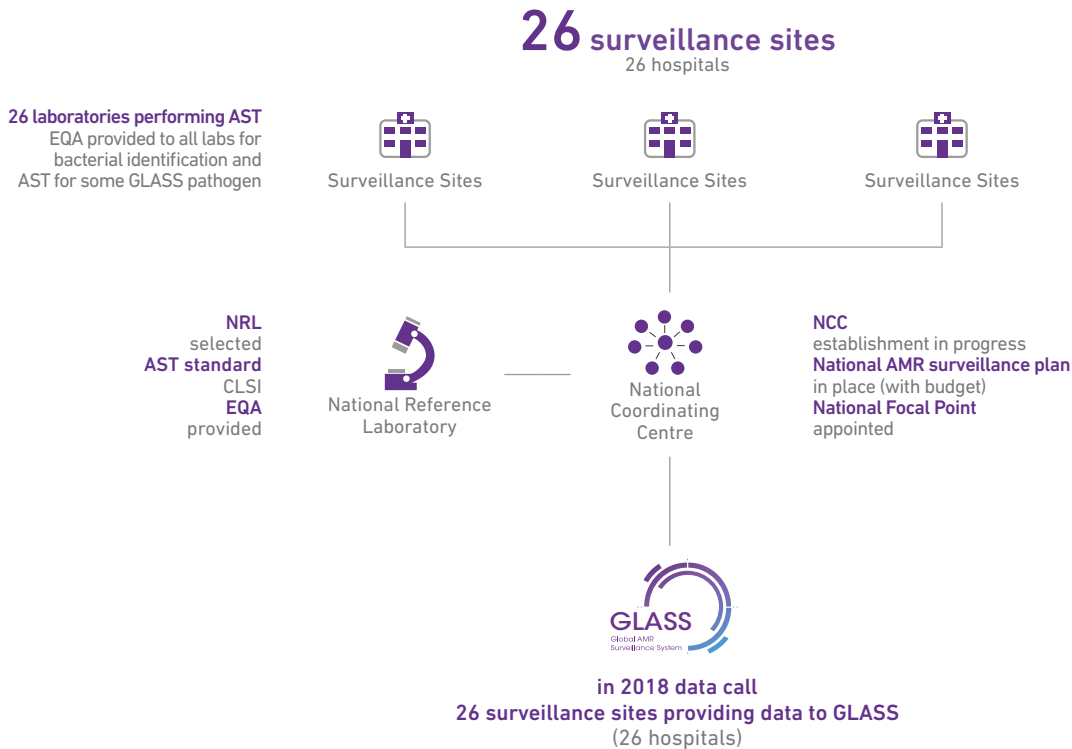 26 surveillance sites
26 hospitals
26 laboratories performing AST
EQA provided to all labs for
bacterial identification and
AST for some GLASS pathogen
Surveillance Sites
Surveillance Sites
Surveillance Sites
NRL
selected
AST standard
CLSI
EQA
provided
National Reference
Laboratory
National
Coordinating
Centre
NCC
establishment in progress
National AMR surveillance plan
in place (with budget)
National Focal Point
appointed
GLASS
Global AMR
Surveillance System
in 2018 data call
26 surveillance sites providing data to GLASS
(26 hospitals)